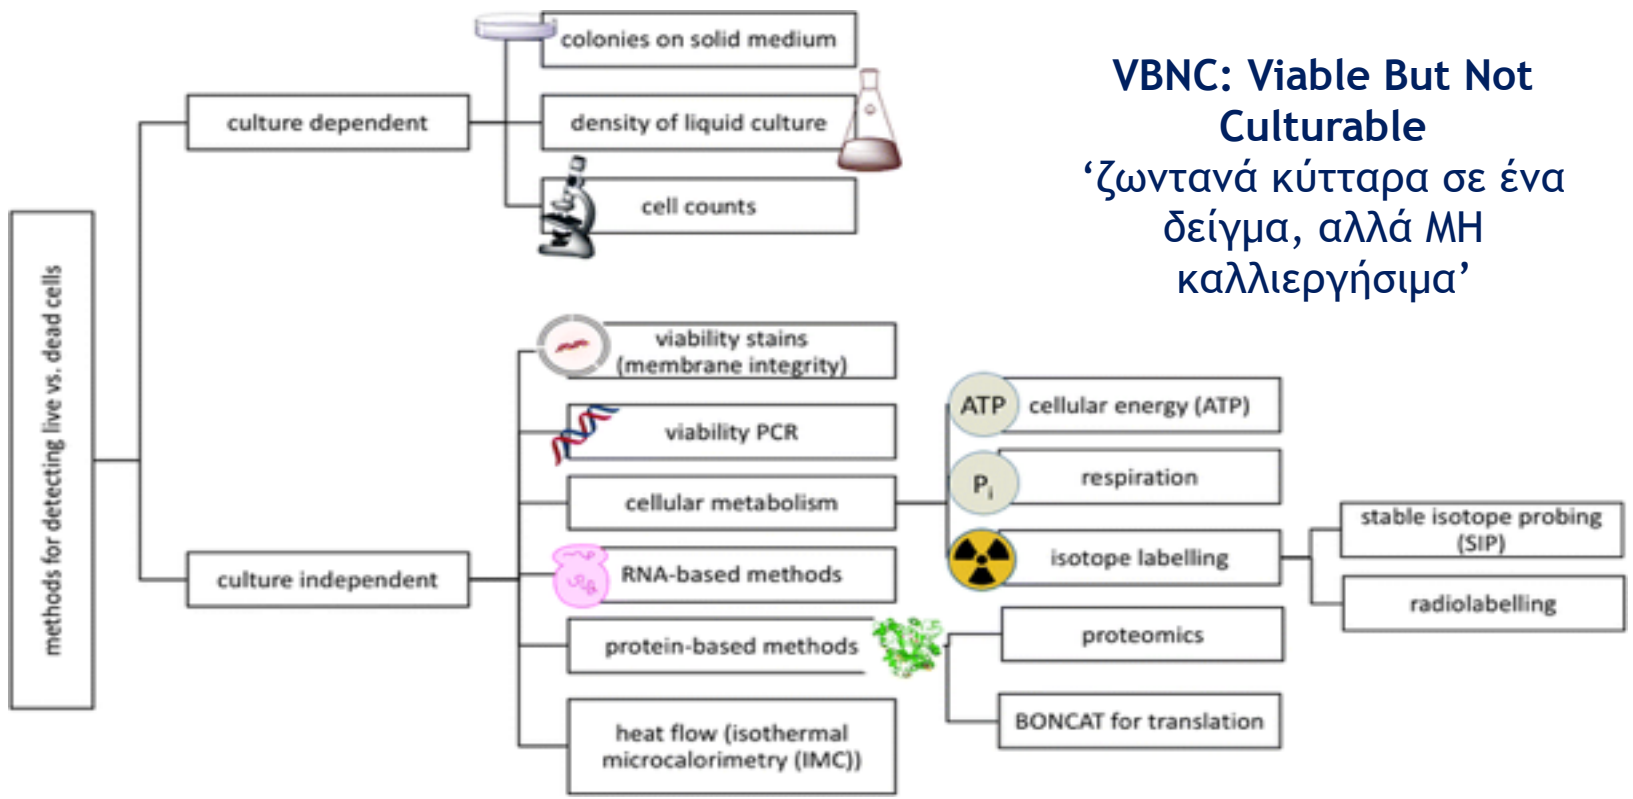 methods for detecting live vs. dead cells
culture dependent
colonies on solid medium
density of liquid culture
cell counts
culture independent
viability stains
(membrane integrity)
viability PCR
cellular metabolism
ATP
cellular energy (ATP)
Pi
respiration
isotope labelling
stable isotope probing
(SIP)
radiolabelling
RNA-based methods
protein-based methods
proteomics
BONCAT for translation
heat flow (isothermal
microcalorimetry (IMC))
VBNC: Viable But Not
Culturable
‘ζωντανά κύτταρα σε ένα
δείγμα, αλλά ΜΗ
καλλιεργήσιμα’